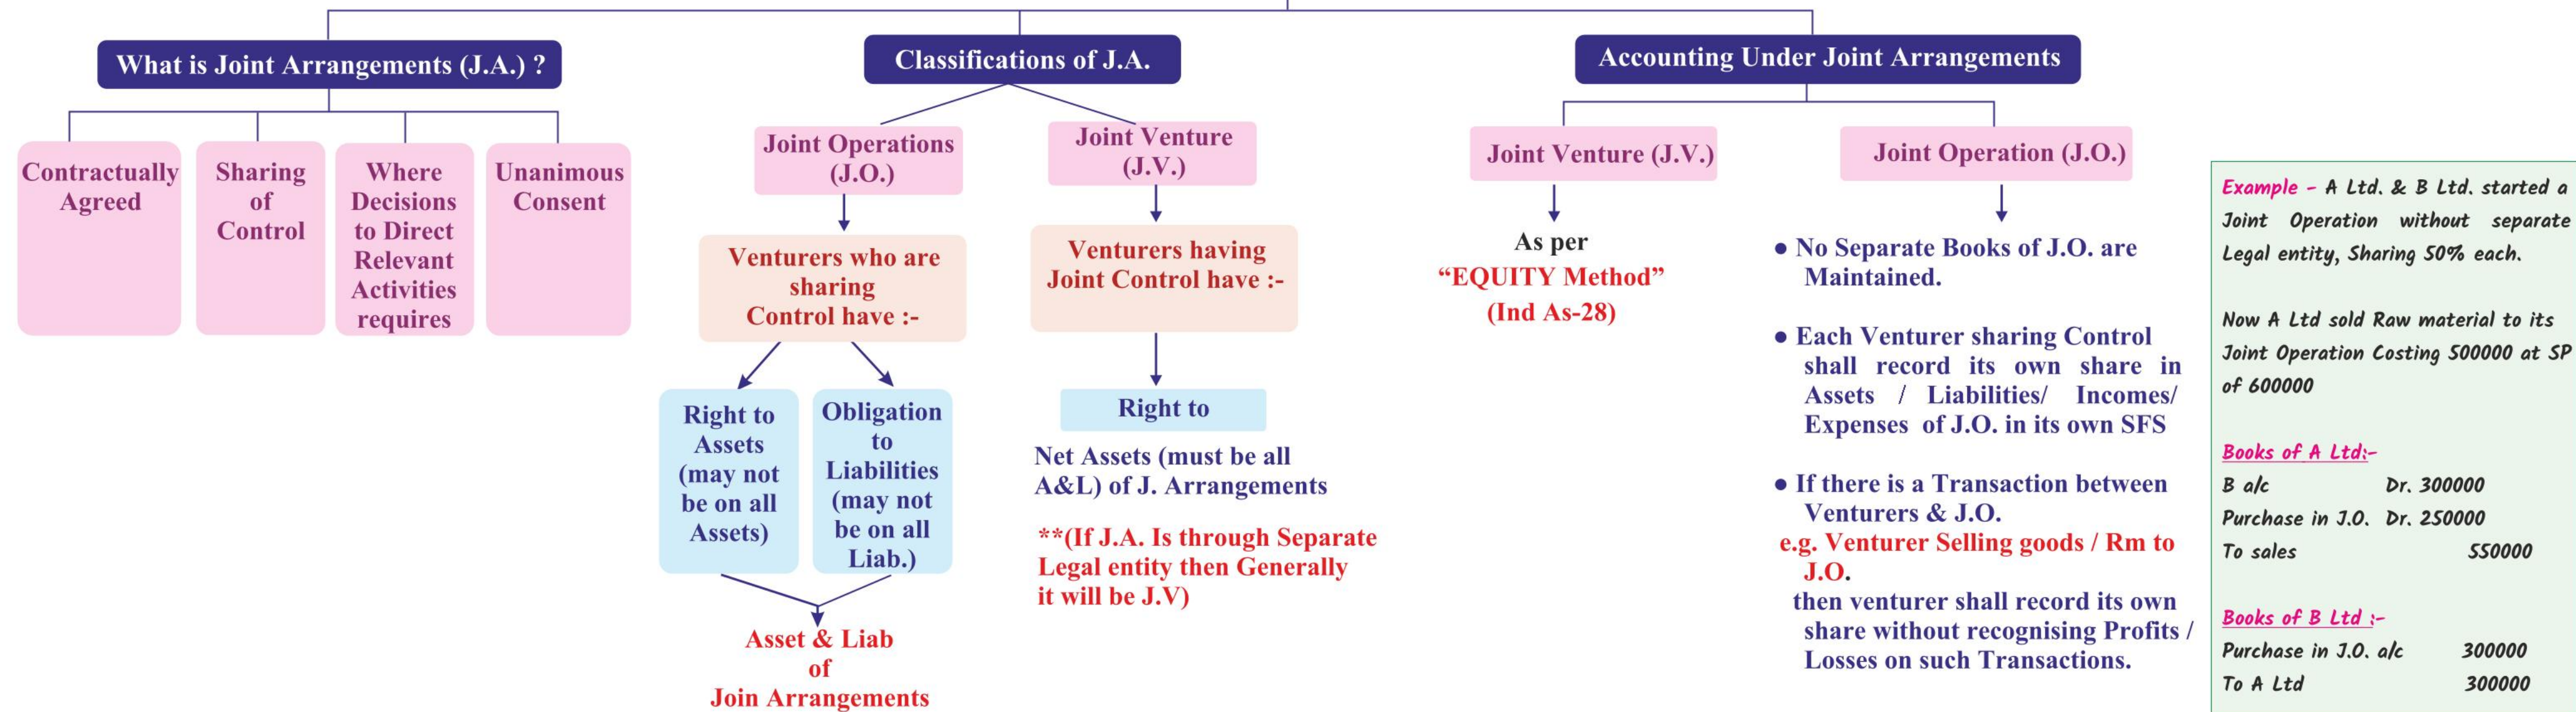 What is Joint Arrangements (J.A.) ?
Contractually
Agreed
Sharing
of
Control
Where
Decisions
to Direct
Relevant
Activities
requires
Unanimous
Consent
Classifications of J.A.
Joint Operations
(J.O.)
Venturers who are
sharing
Control have :-
Right to
Assets
(may not
be on all
Assets)
Obligation
to
Liabilities
(may not
be on all
Liab.)
Asset & Liab
of
Join Arrangements
Joint Venture
(J.V.)
Venturers having
Joint Control have :-
Right to
Net Assets (must be all
A&L) of J. Arrangements
**(If J.A. Is through Separate
Legal entity then Generally
it will be J.V)
Accounting Under Joint Arrangements
Joint Venture (J.V.)
As per
“EQUITY Method”
(Ind As-28)
Joint Operation (J.O.)
● No Separate Books of J.O. are
Maintained.
● Each Venturer sharing Control
shall record its own share in
Assets / Liabilities/ Incomes/
Expenses of J.O. in its own SFS
● If there is a Transaction between
Venturers & J.O.
e.g. Venturer Selling goods / Rm to
J.O.
then venturer shall record its own
share without recognising Profits /
Losses on such Transactions.
Example - A Ltd. & B Ltd. started a
Joint Operation without separate
Legal entity, Sharing 50% each.
Now A Ltd sold Raw material to its
Joint Operation Costing 500000 at SP
of 600000
Books of A Ltd:-
B a/c Dr. 300000
Purchase in J.O. Dr. 250000
To sales 550000
Books of B Ltd :-
Purchase in J.O. a/c 300000
To A Ltd 300000